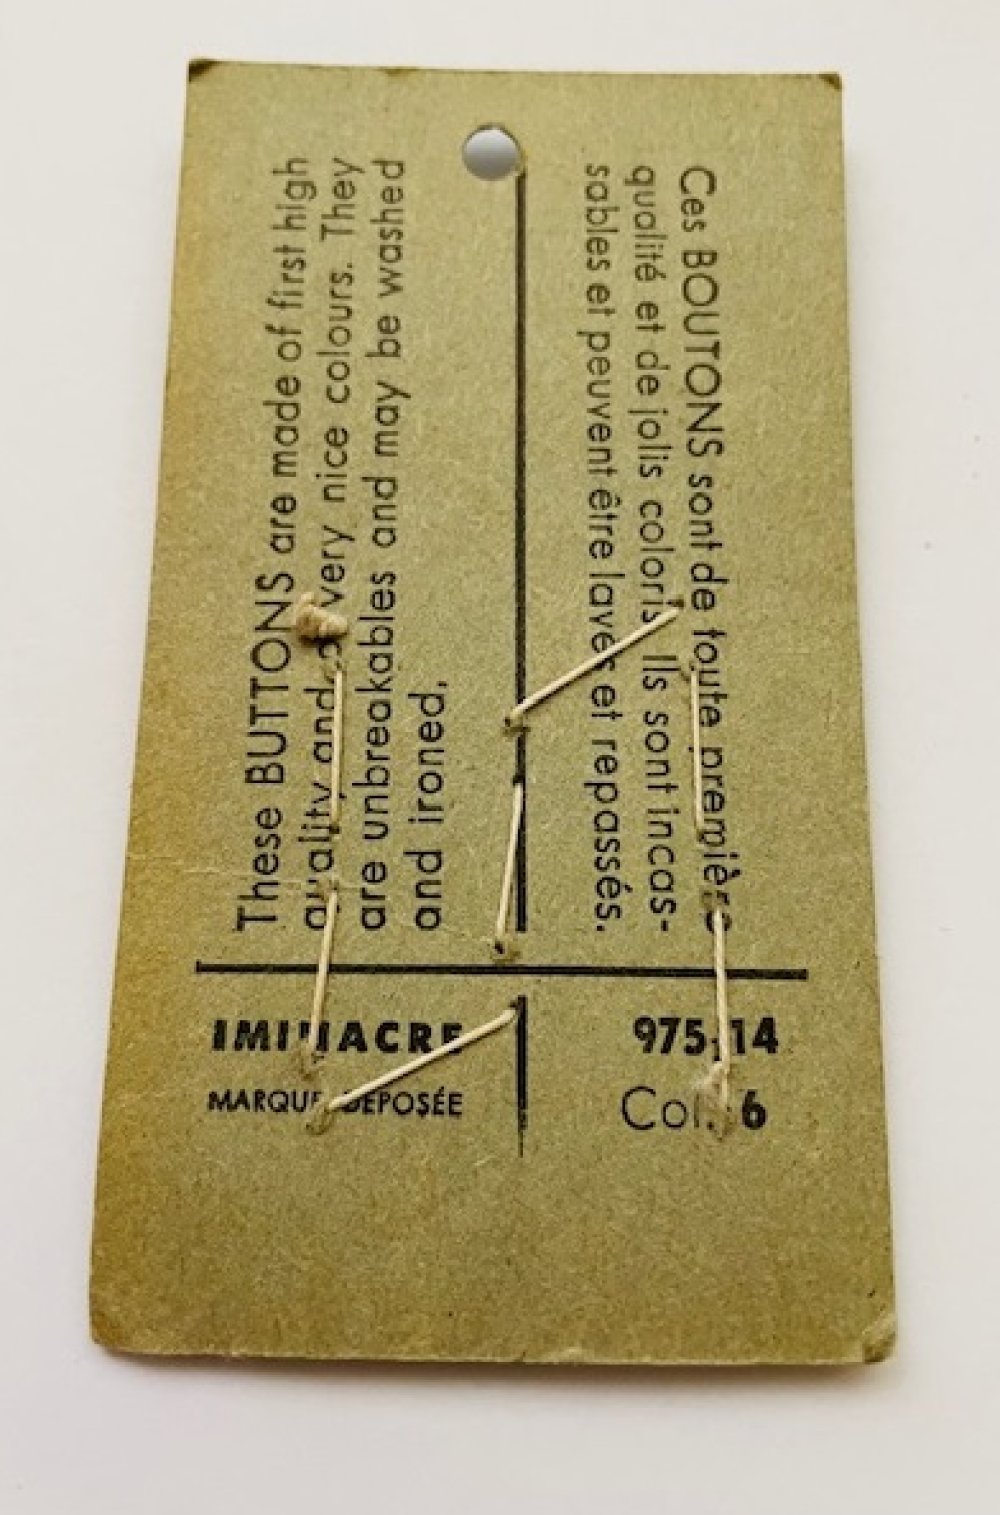 These BUTTONS are made of first high
quality and very nice colours. They
are unbreakables and may be washed
and ironed.
Ces BOUTONS sont de toute première
qualité et de jolis coloris. Ils sont incas-
sables et peuvent être lavés et repassés.
MARQUE DEPOSÉE
975-14
Col. 6